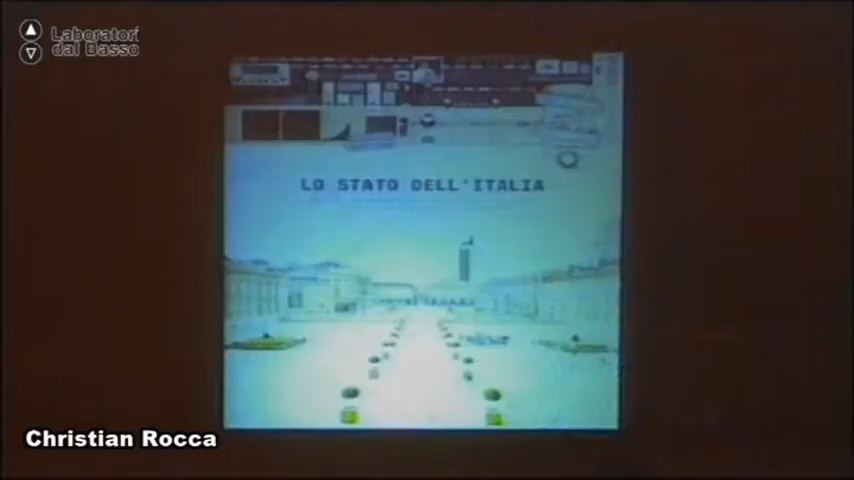 Laboratori
dal Basso
LO STATO DELL'ITALIA
Christian Rocca